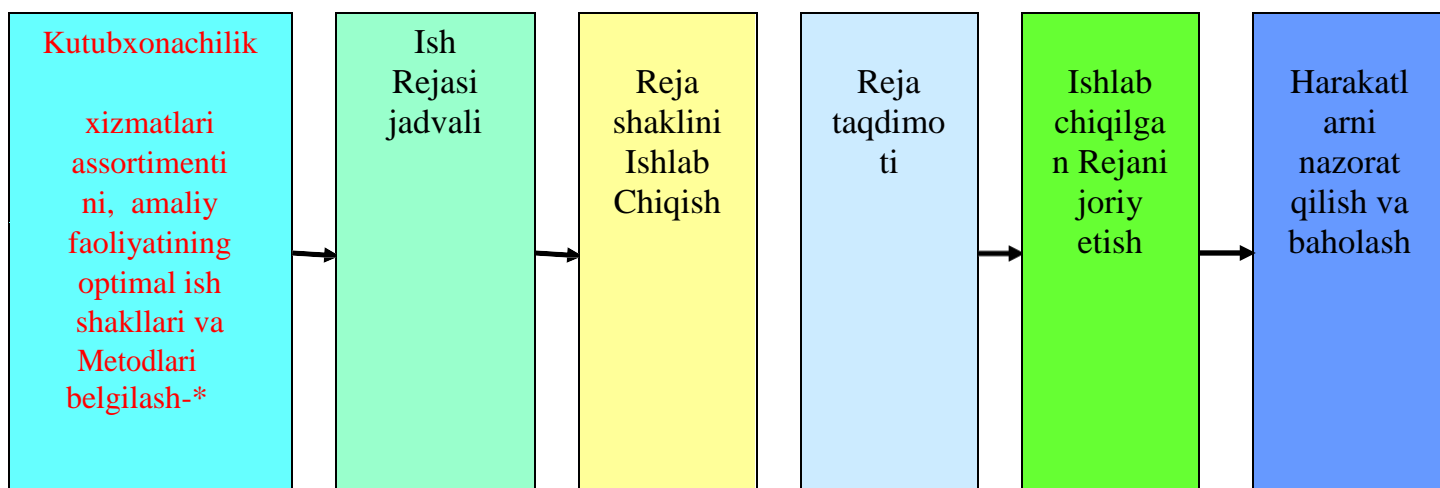 Kutubxonachilik
xizmatlari
assortimenti
ni, amaliy
faoliyatining
optimal ish
shakllari va
Metodlari
belgilash-*
Ish
Rejasi
jadvali
Reja
shaklini
Ishlab
Chiqish
Reja
taqdimo
ti
Ishlab
chiqilga
n Rejani
joriy
etish
Harakatl
arni
nazorat
qilish va
baholash